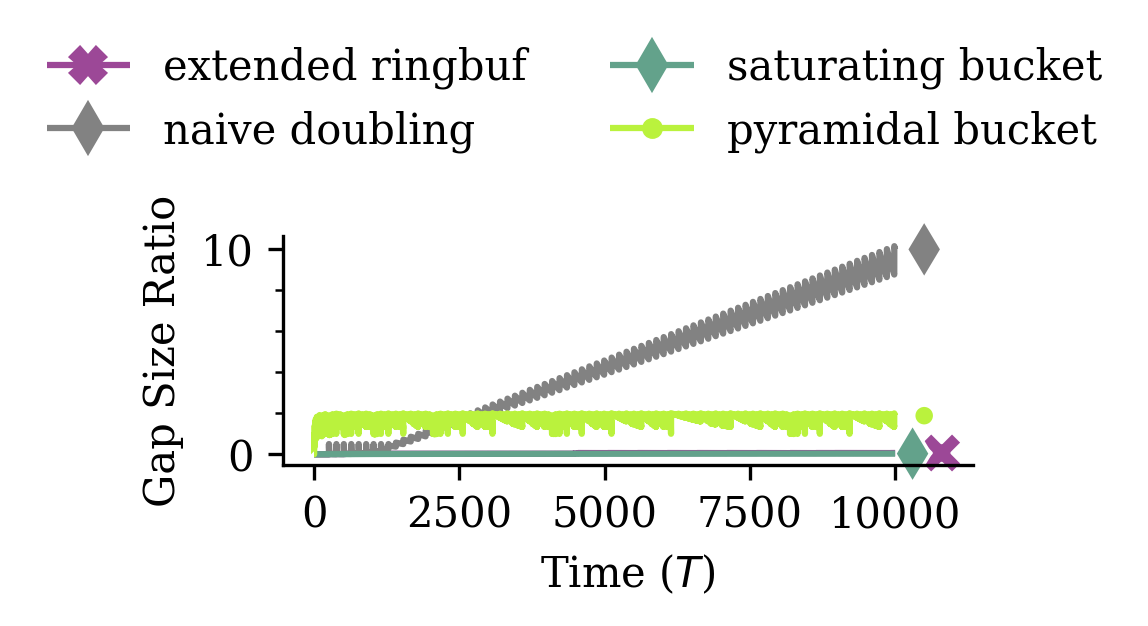 extended ringbuf
saturating bucket
naive doubling
pyramidal bucket
Gap Size Ratio
10
0
0 2500 5000 7500 10000
Time (T)